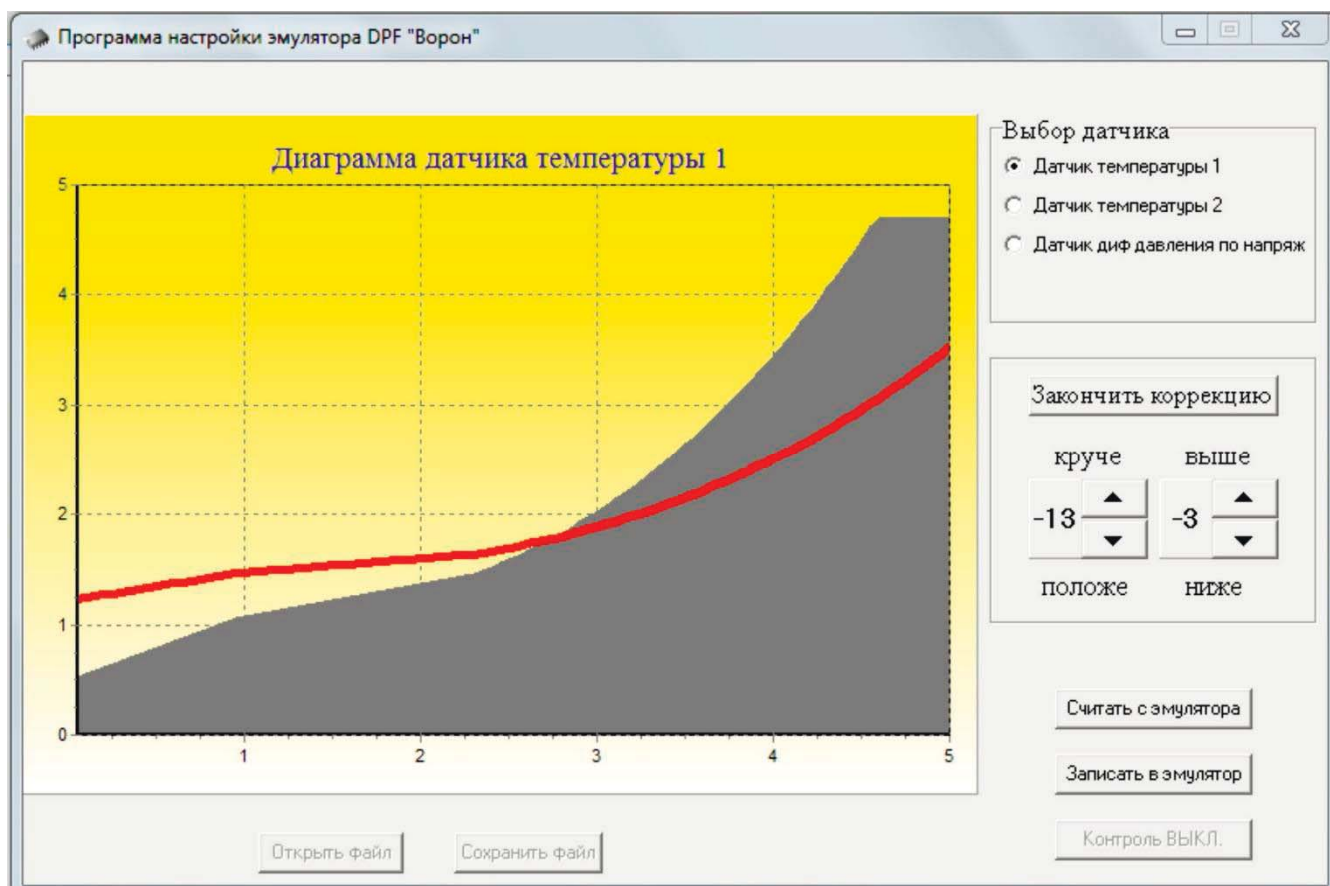 Программа настройки эмулятора DPF "Ворон"
Диаграмма датчика температуры 1
5
4
3
2
1
0
1
2
3
4
5
Выбор датчика
Датчик температуры 1
Датчик температуры 2
Датчик диф давления по напряж
Закончить коррекцию
круче выше
-13 -3
положе ниже
Считать с эмулятора
Записать в эмулятор
Контроль ВЫКЛ.
Открыть файл Сохранить файл